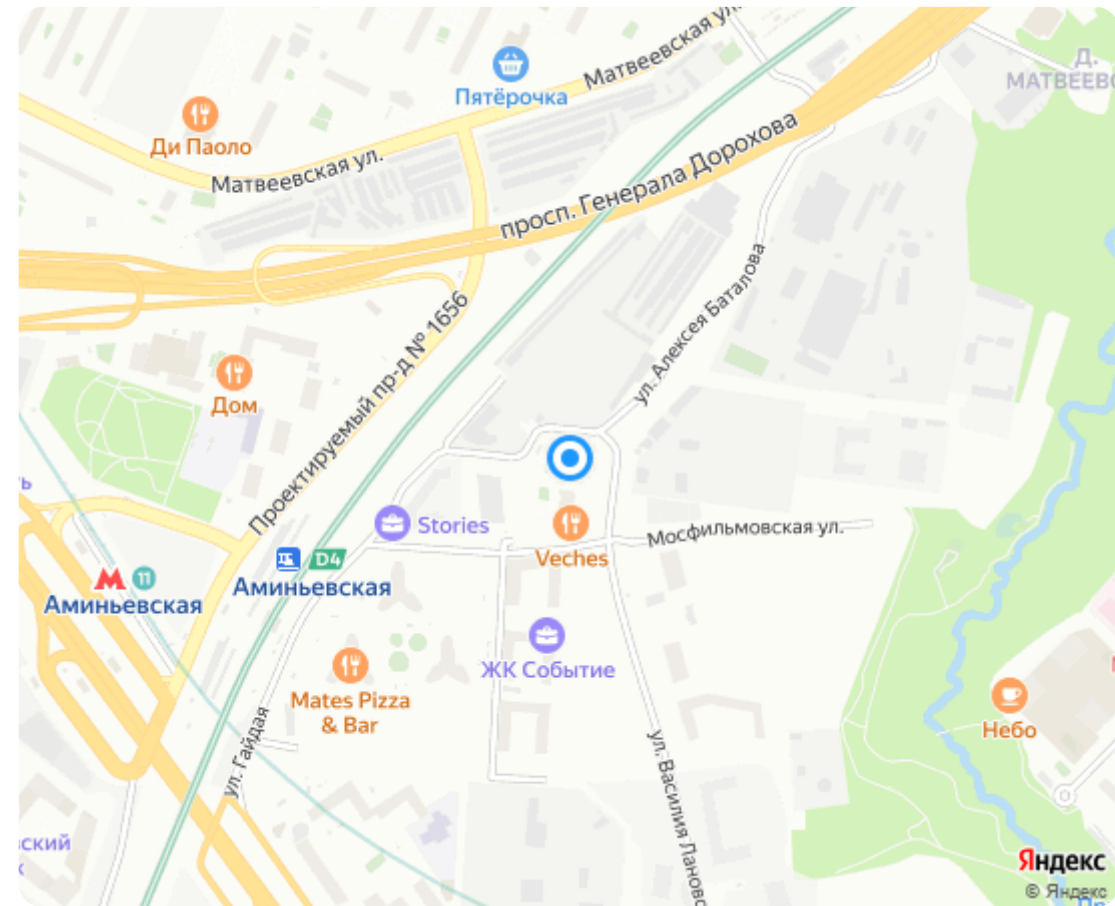 Матвеевская ул.
Д.
МАТВЕЕВС
Пятёрочка
Ди Паоло
Матвеевская ул.
просп. Генерала Дорохова
ул. Алексея Баталова
Проектируемый пр-д № 1656
Дом
ь
Stories
Veches
Мосфильмовская ул.
D4
Аминьевская
11
Аминьевская
ЖК Событие
Mates Pizza
& Bar
Небо
ул. Гайдая
ул. Василия Лановс
ский
к
Яндекс
© Яндекс